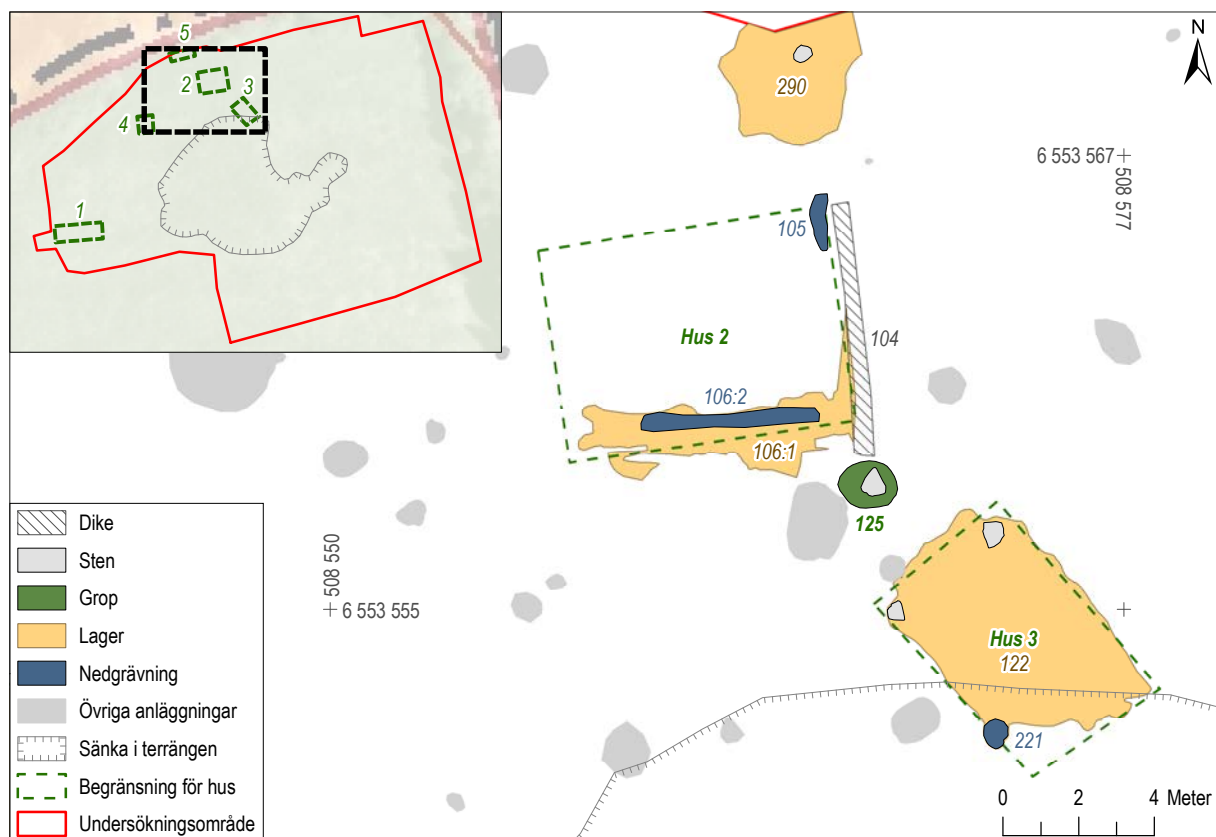 5
2
3
4
1
290
N
6 553 567
508 577
105
104
Hus 2
106:2
106:1
125
508 550
6 553 555
Hus 3
122
221
Dike
Sten
Grop
Lager
Nedgrävning
Övriga anläggningar
Sänka i terrängen
Begränsning för hus
Undersökningsområde
0 2 4 Meter